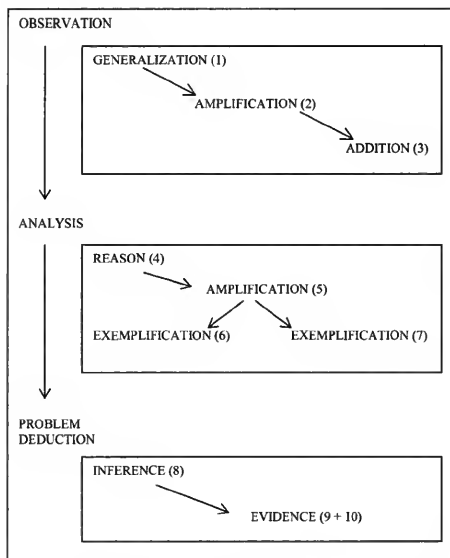 OBSERVATION
GENERALIZATION (1)
AMPLIFICATION (2)
ADDITION (3)
ANALYSIS
REASON (4)
AMPLIFICATION (5)
EXEMPLIFICATION (6) EXEMPLIFICATION (7)
PROBLEM
DEDUCTION
INFERENCE (8)
EVIDENCE (9 + 10)